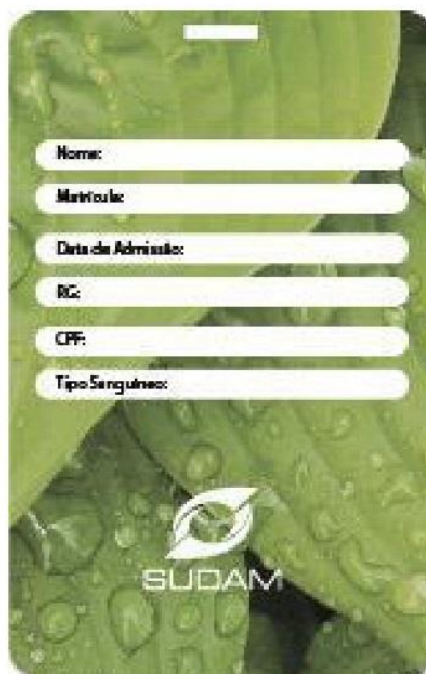 Nome:
Matrícula:
Data de Admissão:
RG:
CPF:
Tipo Sanguíneo:
SUDAM